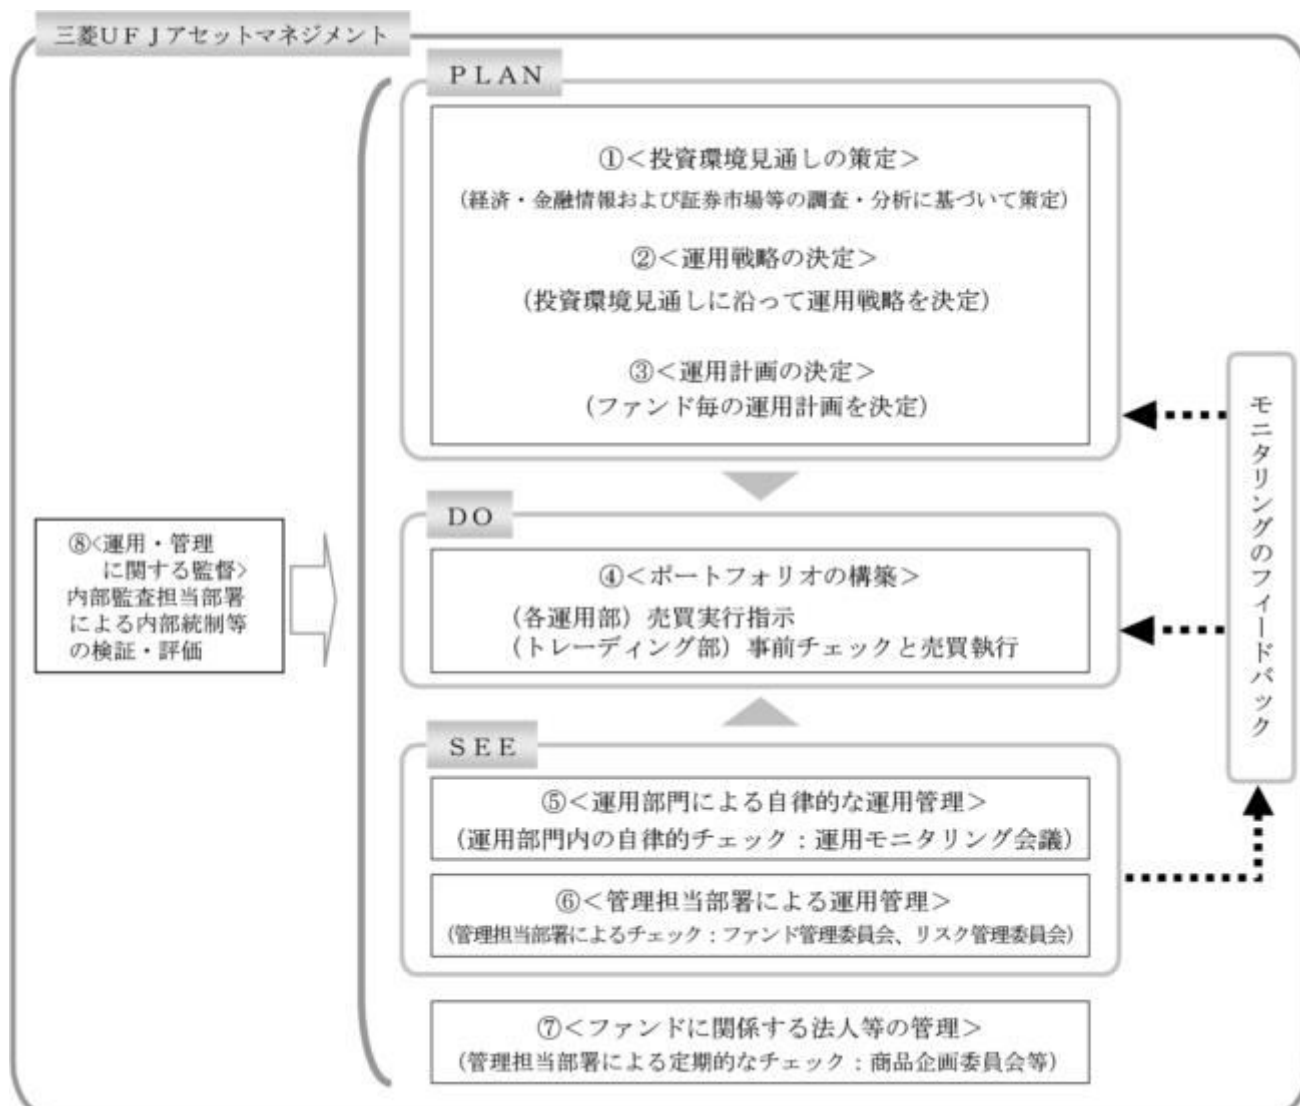 三菱UFJアセットマネジメント
PLAN
①<投資環境見通しの策定>
(経済・金融情報および証券市場等の調査・分析に基づいて策定)
②<運用戦略の決定>
(投資環境見通しに沿って運用戦略を決定)
③<運用計画の決定>
(ファンド毎の運用計画を決定)
DO
④<ポートフォリオの構築>
(各運用部)売買実行指示
(トレーディング部)事前チェックと売買執行
SEE
⑤<運用部門による自律的な運用管理>
(運用部門内の自律的チェック:運用モニタリング会議)
⑥<管理担当部署による運用管理>
(管理担当部署によるチェック:ファンド管理委員会、リスク管理委員会)
⑦<ファンドに関係する法人等の管理>
(管理担当部署による定期的なチェック:商品企画委員会等)
⑧<運用・管理
に関する監督>
内部監査担当部署
による内部統制等
の検証・評価
モニタリングのフィードバック